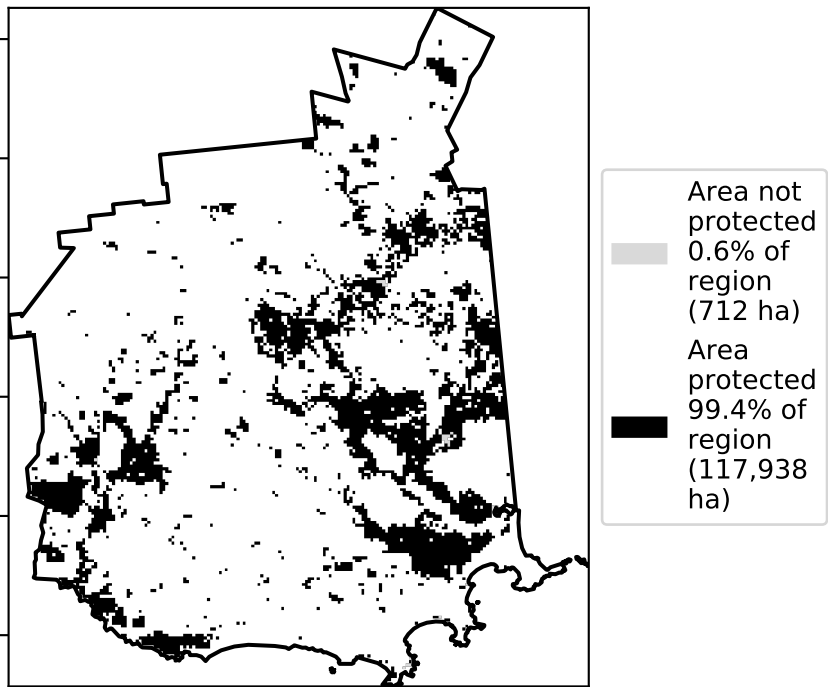 Area not
protected
0.6% of
region
(712 ha)
Area
protected
99.4% of
region
(117,938
ha)